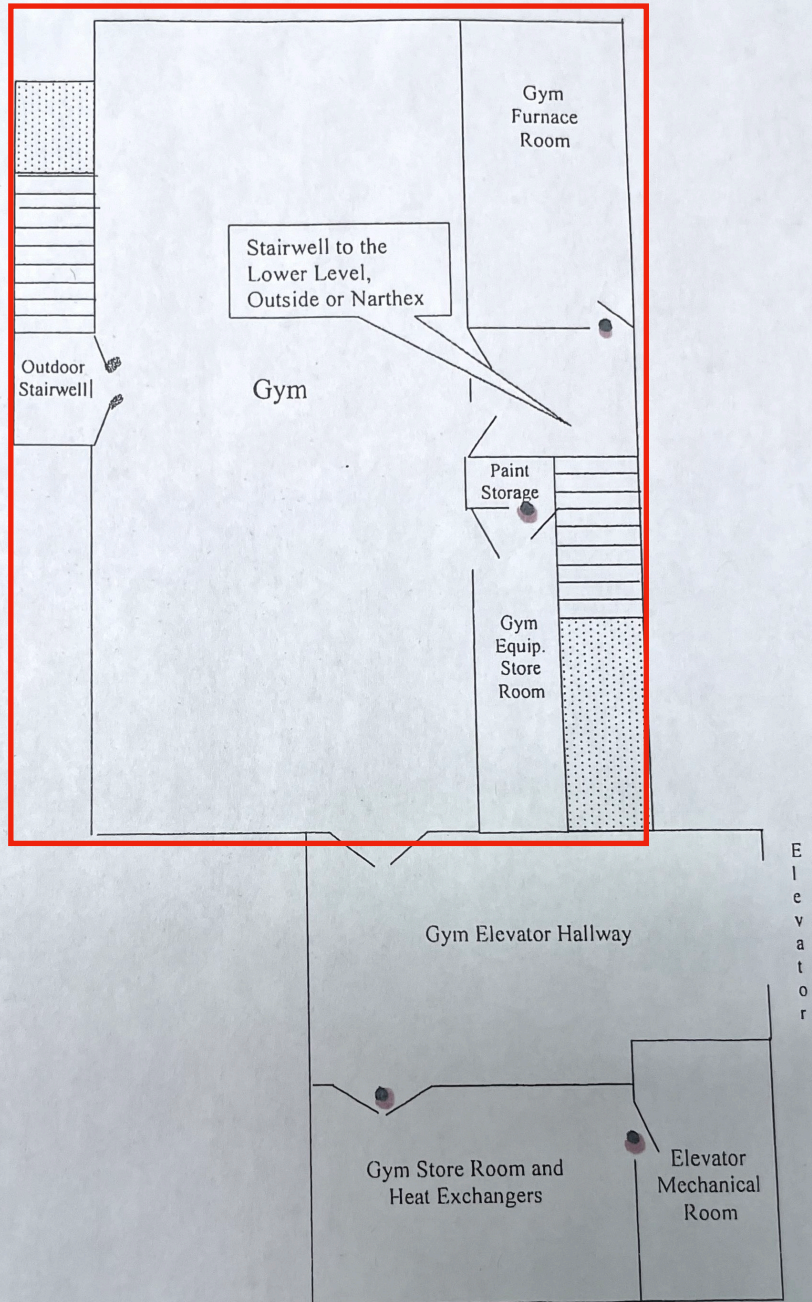 Gym
Furnace
Room
Stairwell to the
Lower Level,
Outside or Narthex
Outdoor
Stairwell
Gym
Paint
Storage
Gym
Equip.
Store
Room
Elevator
Gym Elevator Hallway
Gym Store Room and
Heat Exchangers
Elevator
Mechanical
Room